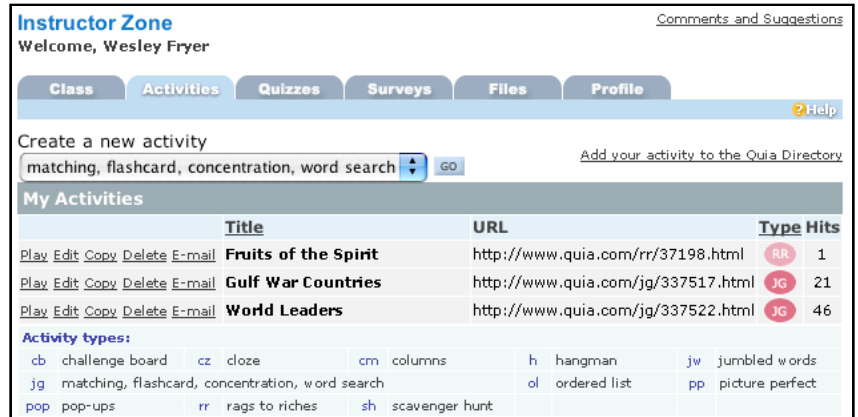 Instructor Zone Comments and Suggestions
Welcome, Wesley Fryer
Class Activities Quizzes Surveys Files Profile
?Help
Create a new activity
matching, flashcard, concentration, word search GO Add your activity to the Quia Directory
My Activities
Title URL Type Hits
Play Edit Copy Delete E-mail Fruits of the Spirit http://www.quia.com/rr/37198.html RR 1
Play Edit Copy Delete E-mail Gulf War Countries http://www.quia.com/jg/337517.html JG 21
Play Edit Copy Delete E-mail World Leaders http://www.quia.com/jg/337522.html JG 46
Activity types:
cb challenge board cz cloze cm columns h hangman jw jumbled words
jg matching, flashcard, concentration, word search ol ordered list pp picture perfect
pop pop-ups rr rags to riches sh scavenger hunt